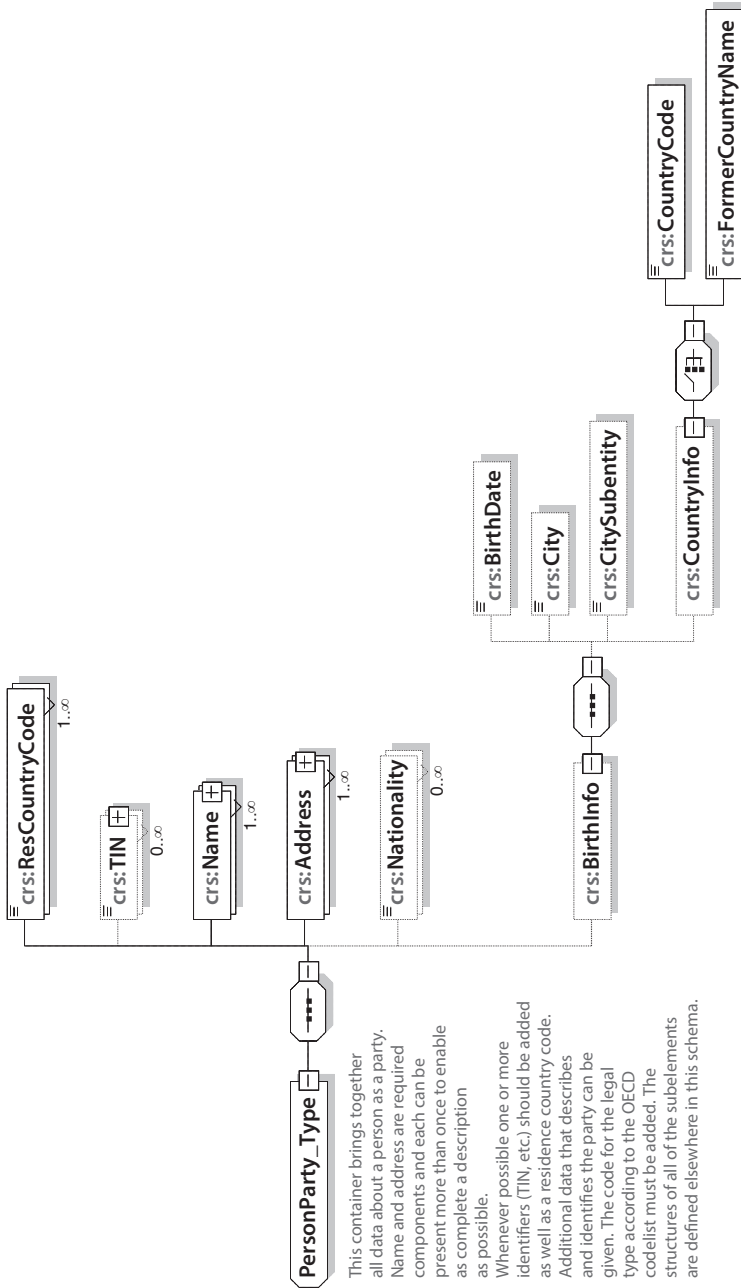 PersonParty_Type
This container brings together
all data about a person as a party.
Name and address are required
components and each can be
present more than once to enable
as complete a description
as possible.
Whenever possible one or more
identifiers (TIN, etc.) should be added
as well as a residence country code.
Additional data that describes
and identifies the party can be
given. The code for the legal
type according to the OECD
codelist must be added. The
structures of all of the subelements
are defined elsewhere in this schema.
crs:ResCountryCode
1..∞
crs:TIN
0..∞
crs:Name
1..∞
crs:Address
1..∞
crs:Nationality
0..∞
crs:BirthInfo
crs:BirthDate
crs:City
crs:CitySubentity
crs:CountryInfo
crs:CountryCode
crs:FormerCountryName